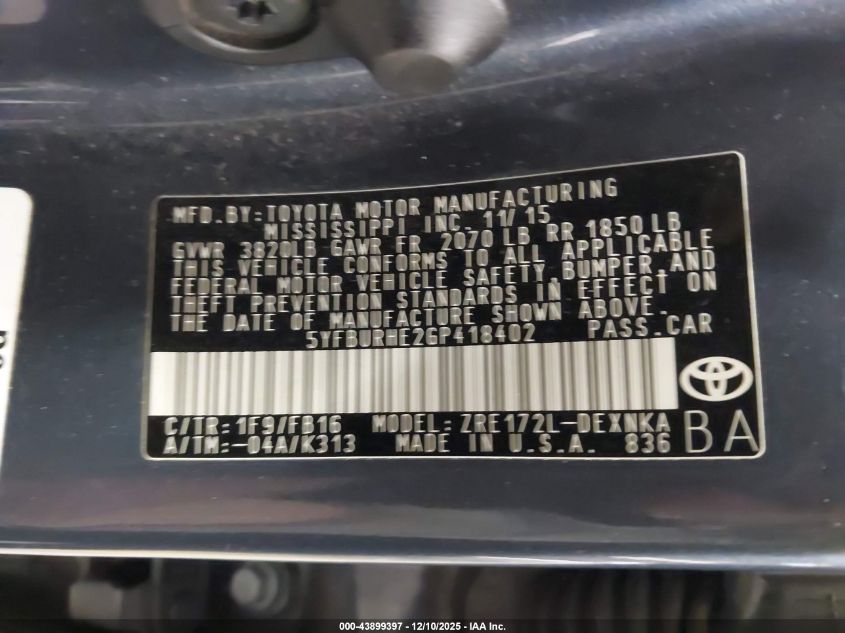 MFD.BY:TOYOTA MOTOR MANUFACTURING
MISSISSIPPI INC. 11/15
GVWR 3820LB GAWR FR 2070 LB RR 1850 LB
THIS VEHICLE CONFORMS TO ALL APPLICABLE
FEDERAL MOTOR VEHICLE SAFETY, BUMPER, AND
THEFT PREVENTION STANDARDS IN EFFECT ON
THE DATE OF MANUFACTURE SHOWN ABOVE.
5YFBURHE2GP418402 PASS.CAR
C/TR:1F9/FB16 MODEL:ZRE172L-DEXNKA
A/TM:-04A/K313 MADE IN U.S.A. 836
BA
000-43899397 - 12/10/2025 - IAA Inc.